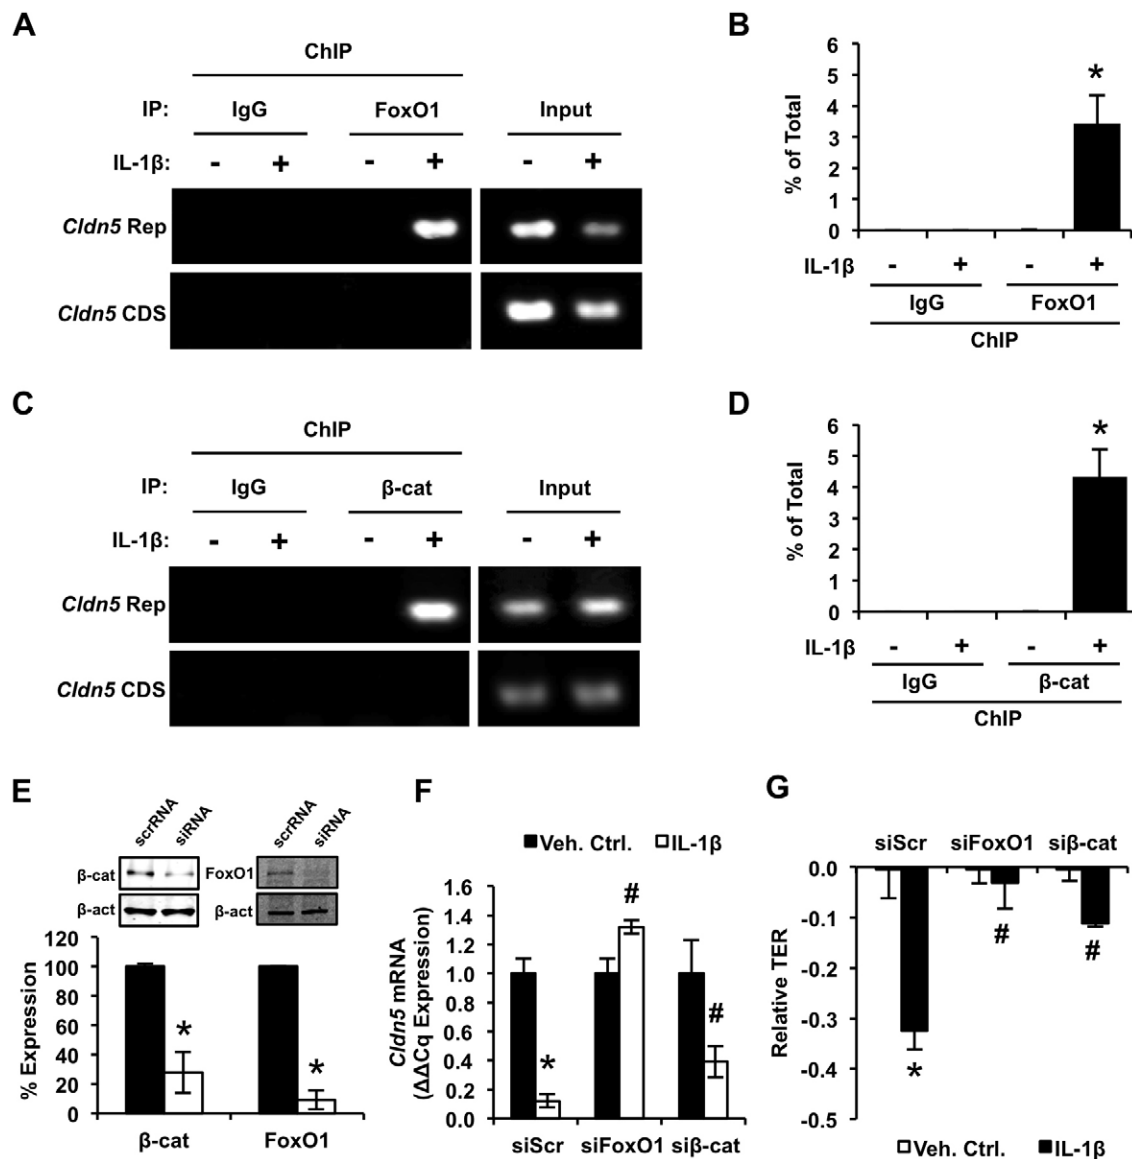 A
ChIP
IP: IgG FoxO1 Input
IL-1β: - + - + - +
Cldn5 Rep
Cldn5 CDS
B
% of Total
6
5
4
3
2
1
0
*
IL-1β - + - +
IgG FoxO1
ChIP
C
ChIP
IP: IgG β-cat Input
IL-1β: - + - + - +
Cldn5 Rep
Cldn5 CDS
D
% of Total
6
5
4
3
2
1
0
*
IL-1β - + - +
IgG β-cat
ChIP
E
scrRNA siRNA scrRNA siRNA
β-cat FoxO1
β-act β-act
% Expression
120
100
80
60
40
20
0
* *
β-cat FoxO1
F
Veh. Ctrl. IL-1β
Cldn5 mRNA
(ΔΔCq Expression)
1.6
1.4
1.2
1.0
0.8
0.6
0.4
0.2
0.0
* # #
siScr siFoxO1 siβ-cat
G
siScr siFoxO1 siβ-cat
Relative TER
0.0
-0.1
-0.2
-0.3
-0.4
-0.5
* # #
Veh. Ctrl. IL-1β